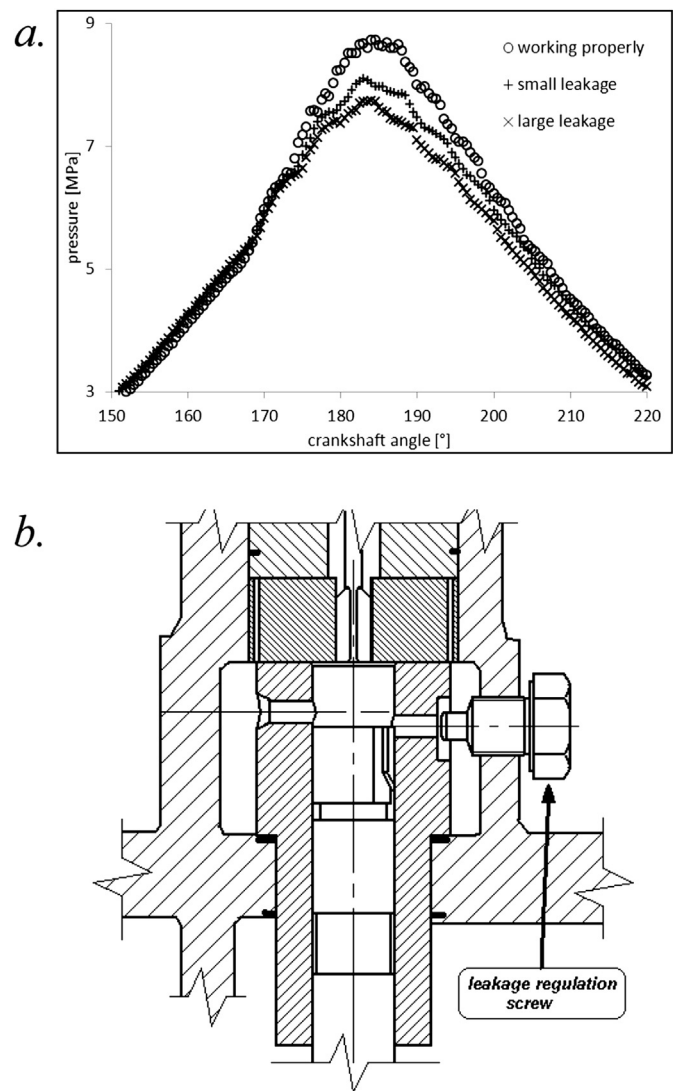 a.
9
7
5
3
pressure [MPa]
working properly
small leakage
large leakage
150 160 170 180 190 200 210 220
crankshaft angle [°]
b.
leakage regulation
screw